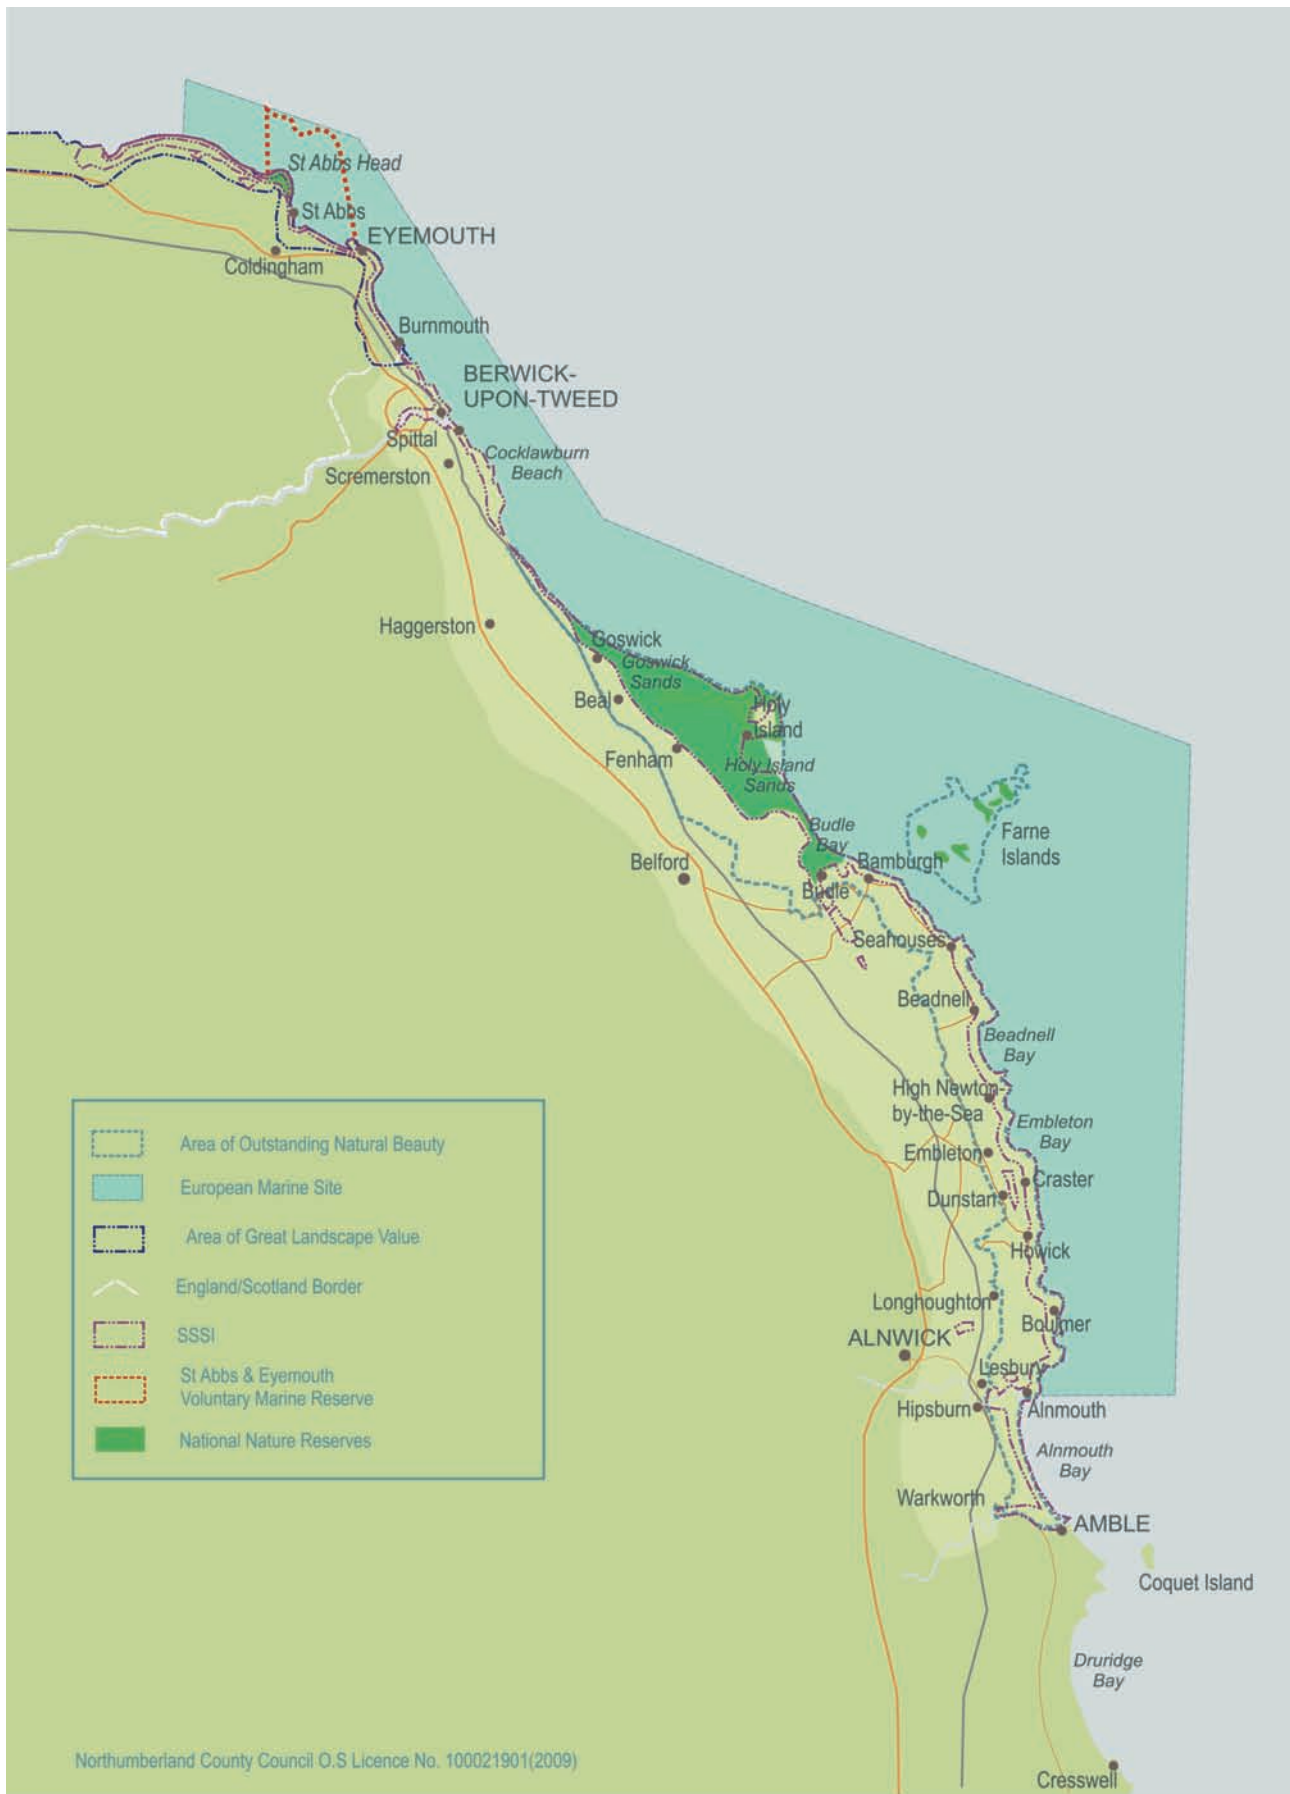 St Abbs Head
St Abbs
EYEMOUTH
Coldingham
Burnmouth
BERWICK-
UPON-TWEED
Spittal
Cocklawburn
Beach
Scremerston
Haggerston
Goswick
Goswick
Sands
Beal
Holy
Island
Fenham
Holy Island
Sands
Budle
Bay
Farne
Islands
Belford
Bamburgh
Budle
Seahouses
Beadnell
Beadnell
Bay
High Newton-
by-the-Sea
Embleton
Bay
Embleton
Craster
Dunstan
Howick
Longhoughton
Boulmer
ALNWICK
Lesbury
Hipsburn
Alnmouth
Alnmouth
Bay
Warkworth
AMBLE
Coquet Island
Druridge
Bay
Cresswell
Area of Outstanding Natural Beauty
European Marine Site
Area of Great Landscape Value
England/Scotland Border
SSSI
St Abbs & Eyemouth
Voluntary Marine Reserve
National Nature Reserves
Northumberland County Council O.S Licence No. 100021901(2009)